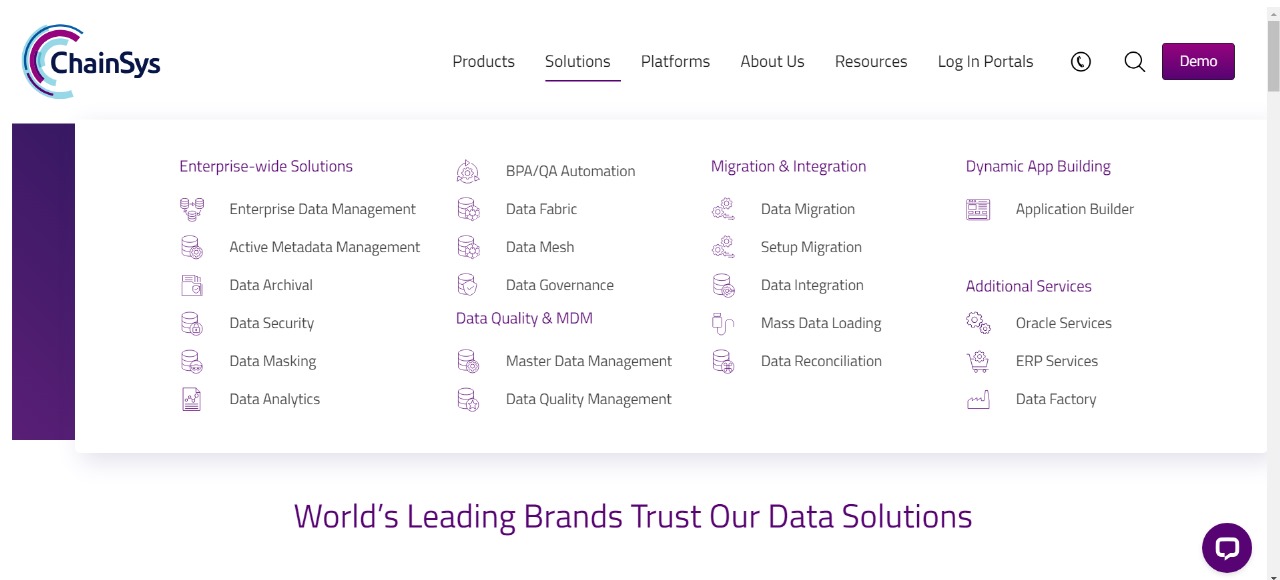 ChainSys
Products
Solutions
Platforms
About Us
Resources
Log In Portals
Demo
Enterprise-wide Solutions
Enterprise Data Management
Active Metadata Management
Data Archival
Data Security
Data Masking
Data Analytics
BPA/QA Automation
Data Fabric
Data Mesh
Data Governance
Data Quality & MDM
Master Data Management
Data Quality Management
Migration & Integration
Data Migration
Setup Migration
Data Integration
Mass Data Loading
Data Reconciliation
Dynamic App Building
Application Builder
Additional Services
Oracle Services
ERP Services
Data Factory
World's Leading Brands Trust Our Data Solutions